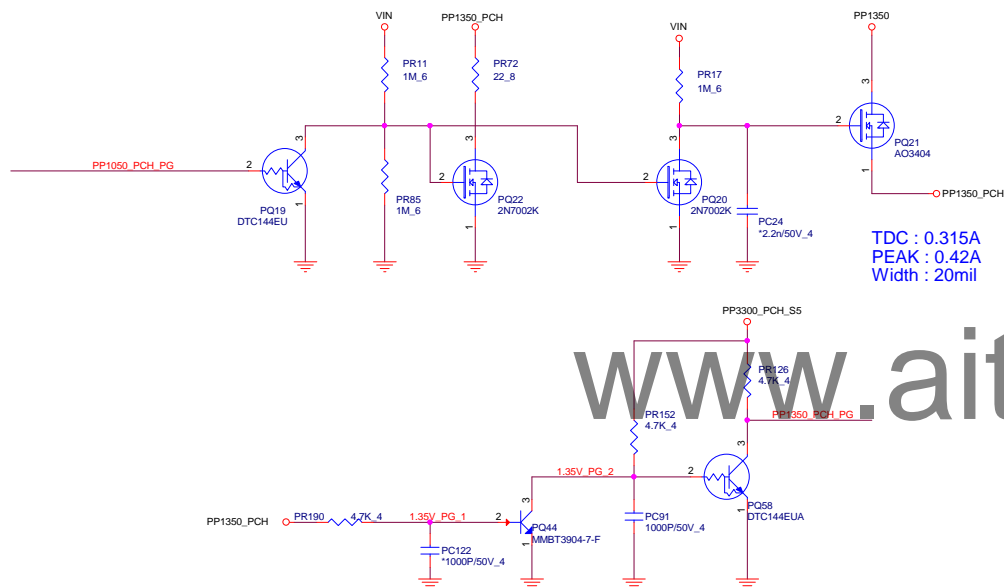 VIN
PP1350_PCH
VIN
PP1350
PR11
1M_6
PR72
22_8
PR17
1M_6
3
3
3
3
2
PP1050_PCH_PG
2
2
2
PQ21
AO3404
1
1
1
1
PQ19
DTC144EU
PR85
1M_6
PQ22
2N7002K
PQ20
2N7002K
PP1350_PCH
PC24
*2.2n/50V_4
TDC : 0.315A
PEAK : 0.42A
Width : 20mil
PP3300_PCH_S5
www.ait
PR126
4.7K_4
PR152
4.7K_4
PP1350_PCH_PG
3
1.35V_PG_2
2
PQ58
DTC144EUA
1
PP1350_PCH
PR190
4.7K_4
1.35V_PG_1
2
3
PQ44
MMBT3904-7-F
1
PC91
1000P/50V_4
PC122
*1000P/50V_4